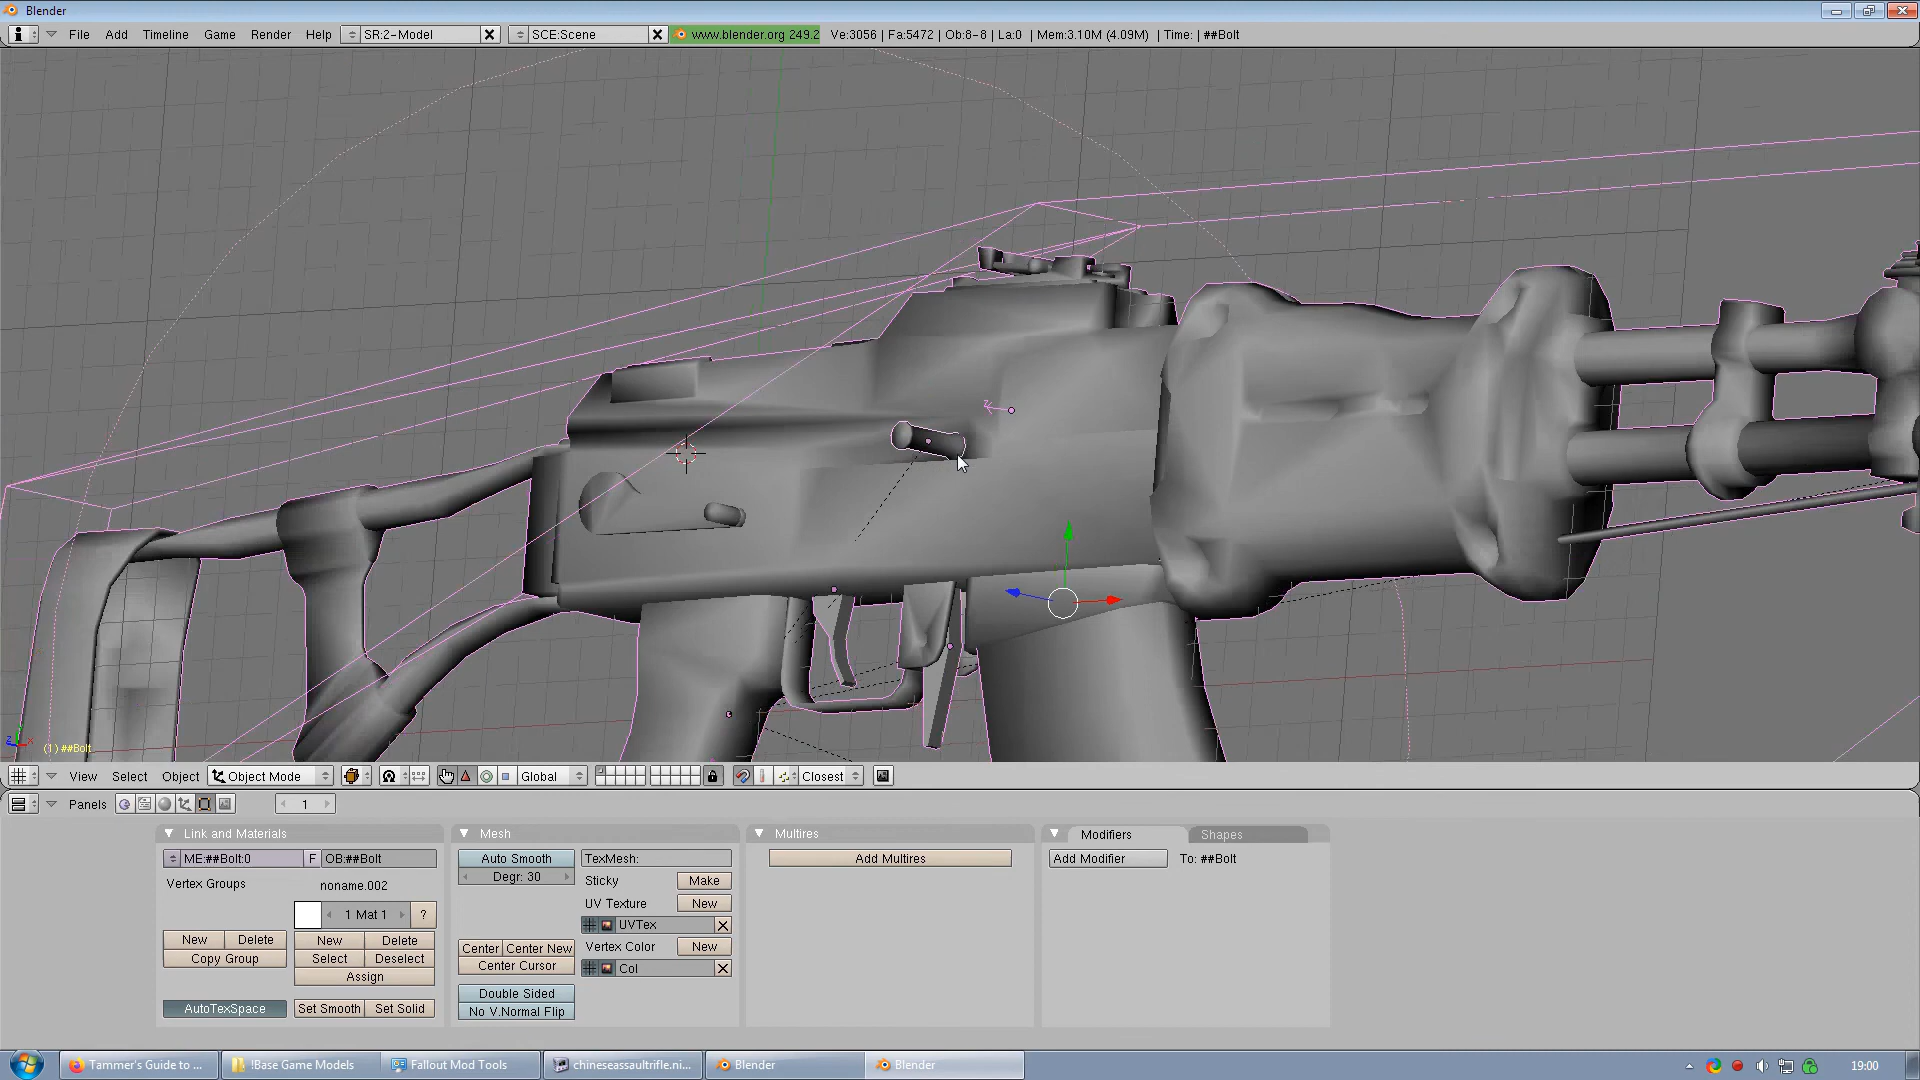 Blender
File Add Timeline Game Render Help SR:2-Model SCE:Scene www.blender.org 249.2 Ve:3056 | Fa:5472 | Ob:8-8 | La:0 | Mem:3.10M (4.09M) | Time: | ##Bolt
z
(1) ##Bolt
View Select Object Object Mode Global Closest
Panels 1
Link and Materials Mesh Multires Modifiers Shapes
ME:##Bolt:0 F OB:##Bolt Auto Smooth TexMesh: Add Multires Add Modifier To: ##Bolt
Degr: 30 Sticky Make
Vertex Groups noname.002
UV Texture New
1 Mat 1 ? UVTex
New Delete New Delete Center Center New Vertex Color New
Copy Group Select Deselect Center Cursor Col
Assign
Double Sided
AutoTexSpace Set Smooth Set Solid No V.Normal Flip
Tammer's Guide to ... !Base Game Models Fallout Mod Tools chineseassaultrifle.ni... Blender Blender 19:00